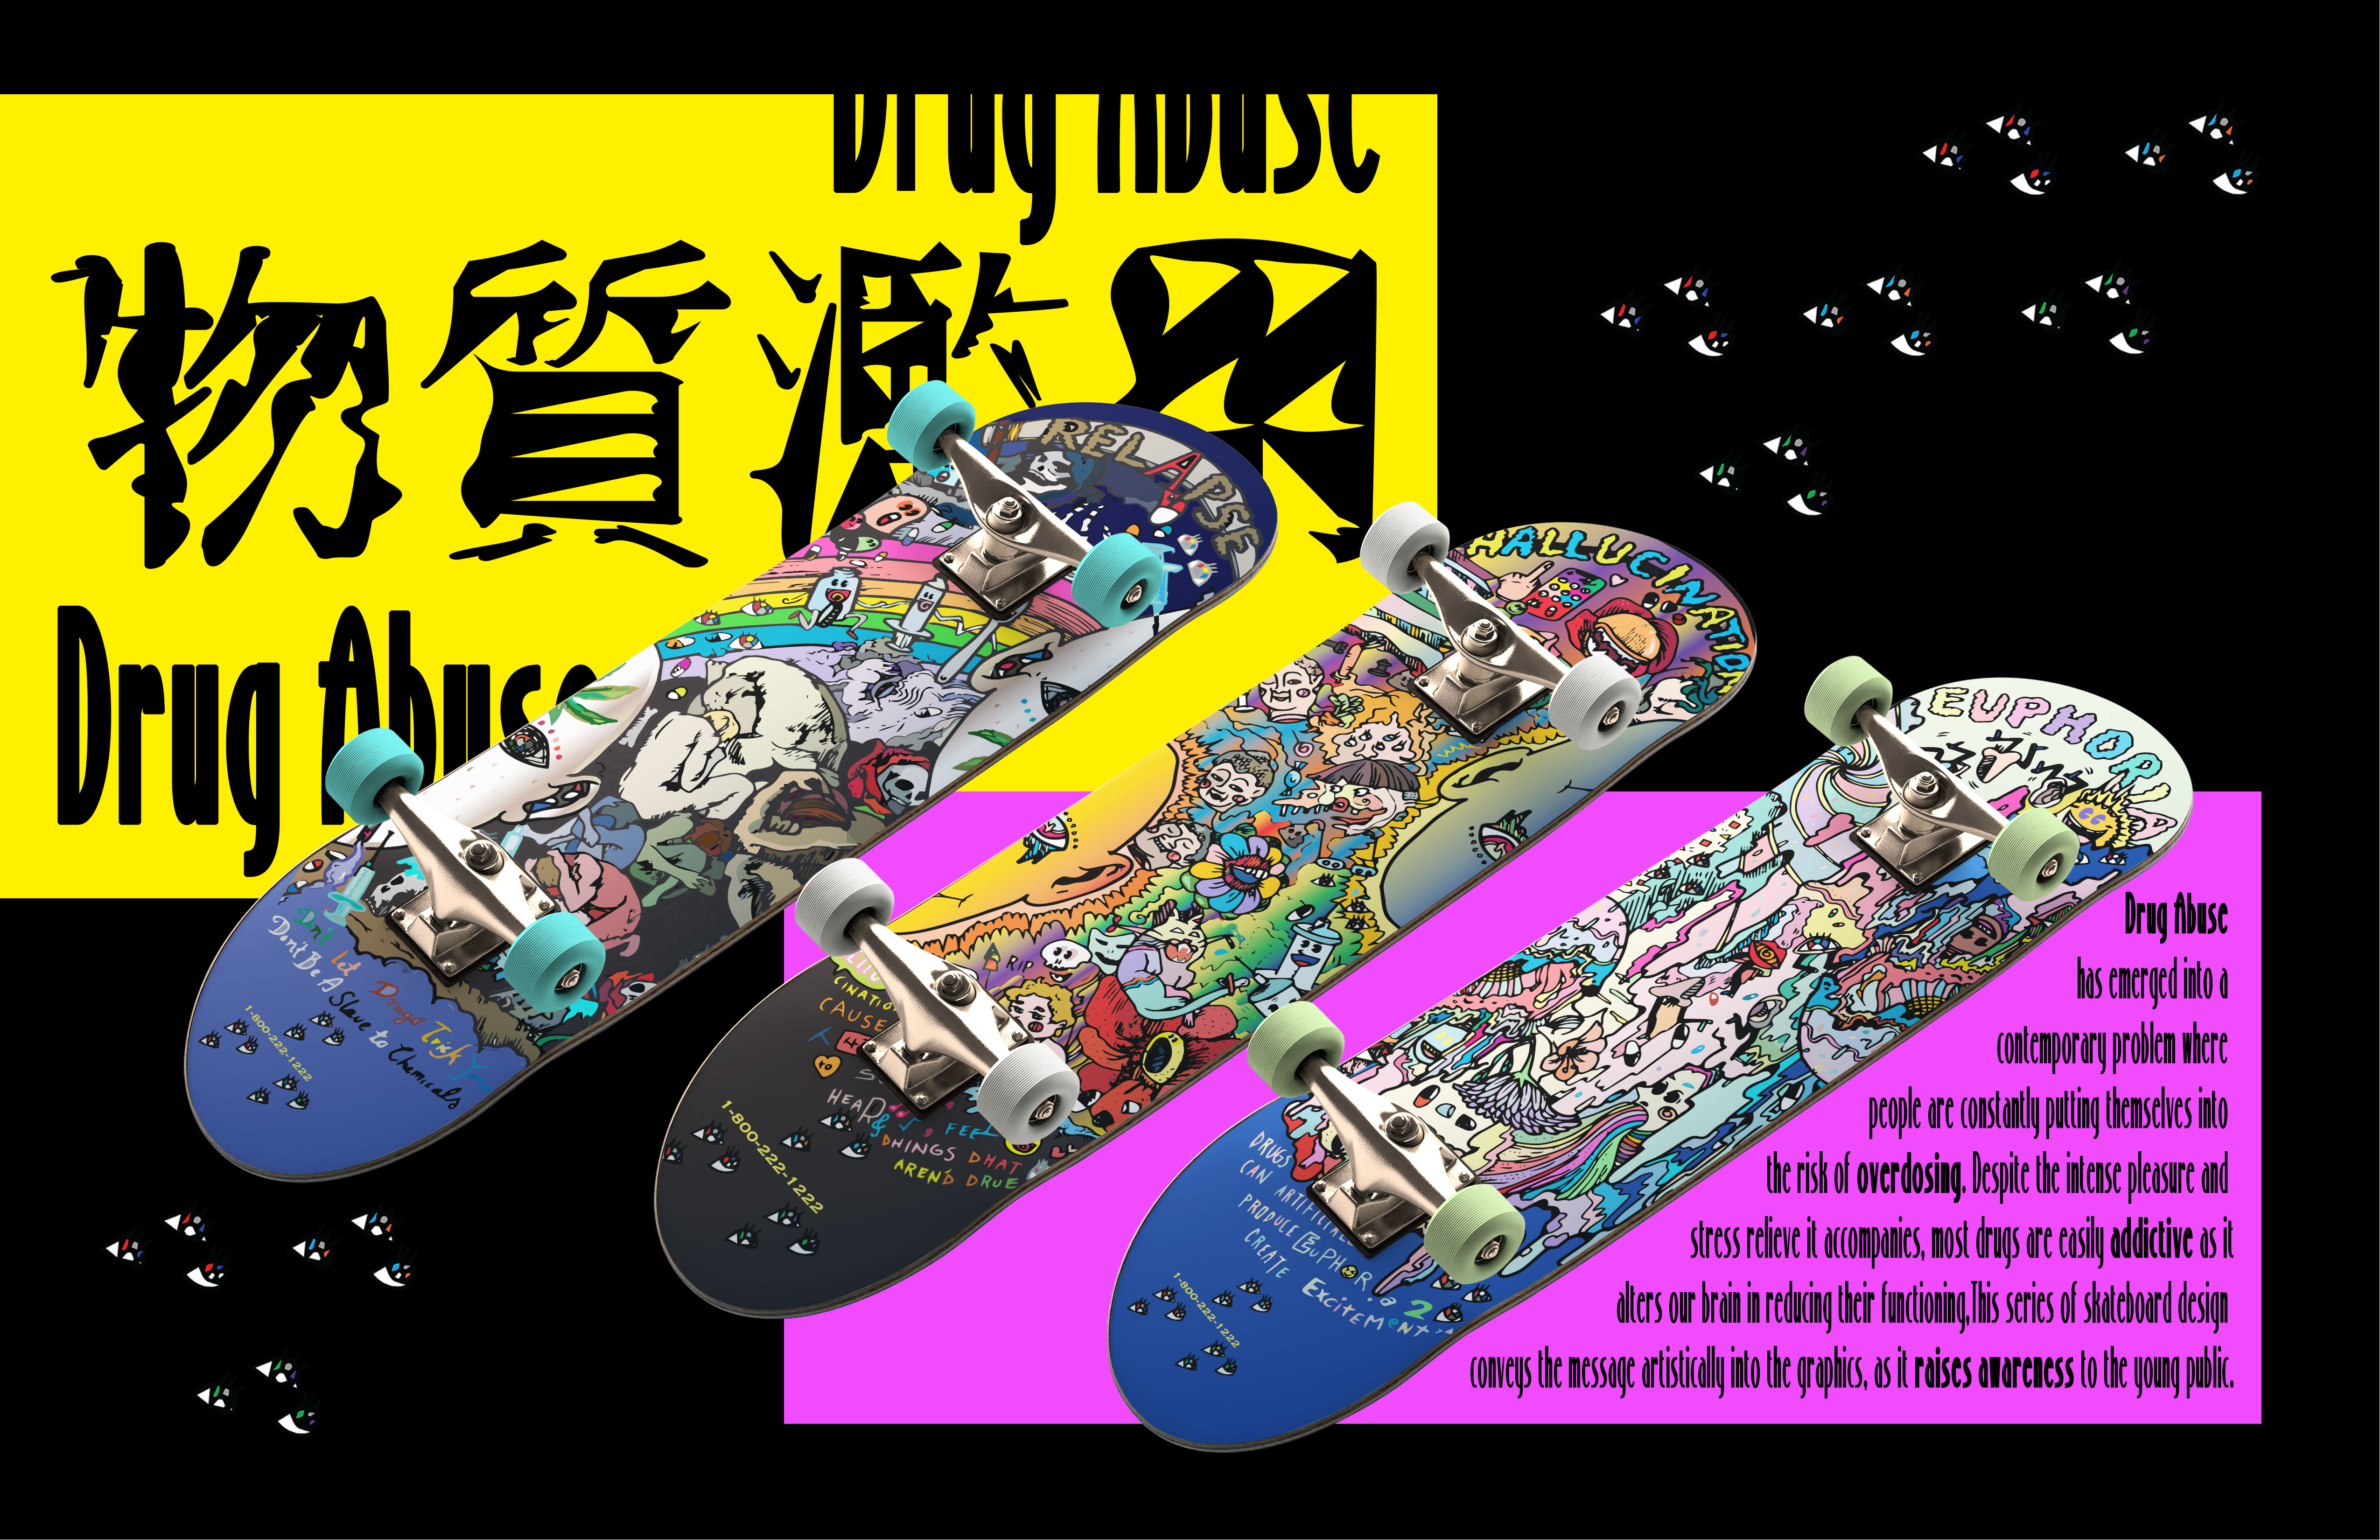 Drug Abuse
物質濫用
Drug Abuse
RELAPSE
Don't let Drugs Trick You
Don't Be A Slave to Chemicals
1-800-222-1222
HALLUCINATION
RIP
CAUSE
HEAR & FEEL
DHINGS DHAT
AREN'D DRUE
1-800-222-1222
EUPHORIA
DRUGS
CAN ARTIFICIAL
PRODUCE EUPHORia 2
CREATE EXCITEMENT
1-800-222-1222
Drug Abuse
has emerged into a
contemporary problem where
people are constantly putting themselves into
the risk of overdosing. Despite the intense pleasure and
stress relieve it accompanies, most drugs are easily addictive as it
alters our brain in reducing their functioning,This series of skateboard design
conveys the message artistically into the graphics, as it raises awareness to the young public.